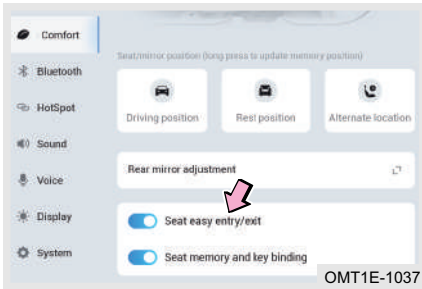 Comfort
Seat/mirror position (long press to update memory position)
Bluetooth
HotSpot
Driving position
Rest position
Alternate location
Sound
Rear mirror adjustment
Voice
Display
Seat easy entry/exit
System
Seat memory and key binding
OMT1E-1037